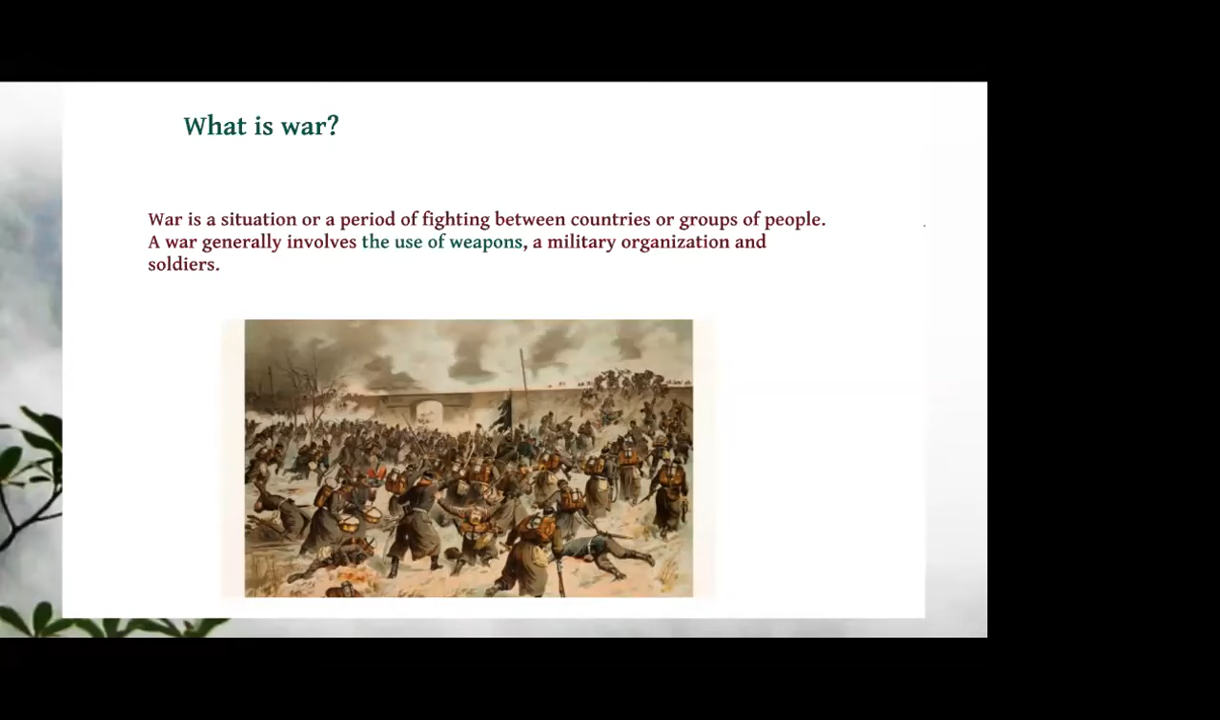 What is war?
War is a situation or a period of fighting between countries or groups of people.
A war generally involves the use of weapons, a military organization and
soldiers.